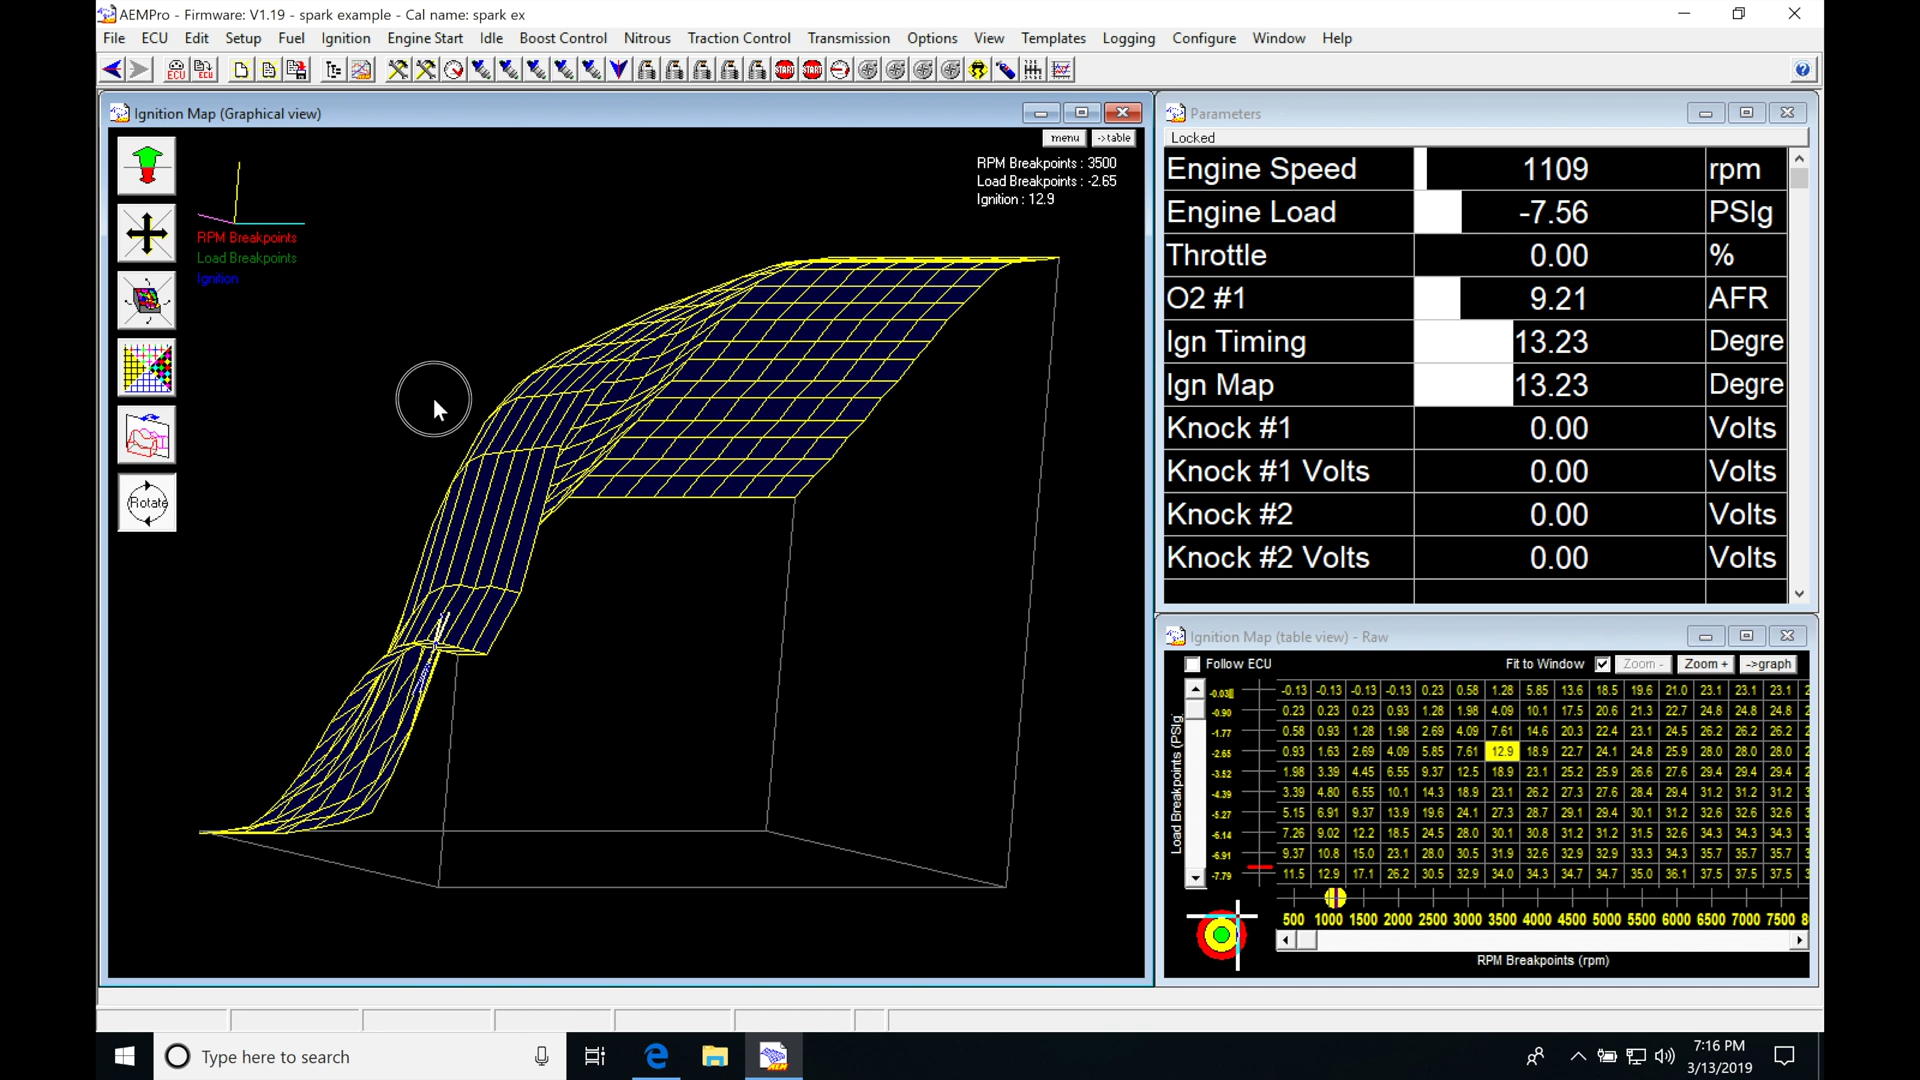 AEMPro - Firmware: V1.19 - spark example - Cal name: spark ex
File ECU Edit Setup Fuel Ignition Engine Start Idle Boost Control Nitrous Traction Control Transmission Options View Templates Logging Configure Window Help
ECU ECU START START
Ignition Map (Graphical view)
menu ->table
RPM Breakpoints : 3500
Load Breakpoints : -2.65
Ignition : 12.9
RPM Breakpoints
Load Breakpoints
Ignition
Rotate
Parameters
Locked
Engine Speed 1109 rpm
Engine Load -7.56 PSIg
Throttle 0.00 %
O2 #1 9.21 AFR
Ign Timing 13.23 Degre
Ign Map 13.23 Degre
Knock #1 0.00 Volts
Knock #1 Volts 0.00 Volts
Knock #2 0.00 Volts
Knock #2 Volts 0.00 Volts
Ignition Map (table view) - Raw
Follow ECU Fit to Window Zoom - Zoom + ->graph
Load Breakpoints (PSIg)
-0.03 -0.13 -0.13 -0.13 -0.13 0.23 0.58 1.28 5.85 13.6 18.5 19.6 21.0 23.1 23.1 23.1 2
-0.90 0.23 0.23 0.23 0.93 1.28 1.98 4.09 10.1 17.5 20.6 21.3 22.7 24.8 24.8 24.8 2
-1.77 0.58 0.93 1.28 1.98 2.69 4.09 7.61 14.6 20.3 22.4 23.1 24.5 26.2 26.2 26.2 2
-2.65 0.93 1.63 2.69 4.09 5.85 7.61 12.9 18.9 22.7 24.1 24.8 25.9 28.0 28.0 28.0 2
-3.52 1.98 3.39 4.45 6.55 9.37 12.5 18.9 23.1 25.2 25.9 26.6 27.6 29.4 29.4 29.4 2
-4.39 3.39 4.80 6.55 10.1 14.3 18.9 23.1 26.2 27.3 27.6 28.4 29.4 31.2 31.2 31.2 3
-5.27 5.15 6.91 9.37 13.9 19.6 24.1 27.3 28.7 29.1 29.4 30.1 31.2 32.6 32.6 32.6 3
-6.14 7.26 9.02 12.2 18.5 24.5 28.0 30.1 30.8 31.2 31.2 31.5 32.6 34.3 34.3 34.3 3
-6.91 9.37 10.8 15.0 23.1 28.0 30.5 31.9 32.6 32.9 32.9 33.3 34.3 35.7 35.7 35.7 3
-7.79 11.5 12.9 17.1 26.2 30.5 32.9 34.0 34.3 34.7 34.7 35.0 36.1 37.5 37.5 37.5 3
500 1000 1500 2000 2500 3000 3500 4000 4500 5000 5500 6000 6500 7000 7500 8
RPM Breakpoints (rpm)
Type here to search
7:16 PM
3/13/2019